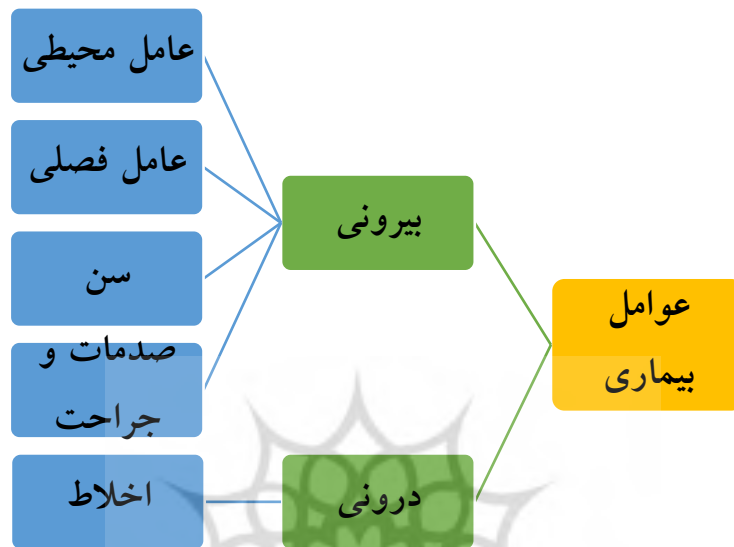 عوامل
بیماری
بیرونی
عامل محیطی
عامل فصلی
سن
صدمات و
جراحت
درونی
اخلاط